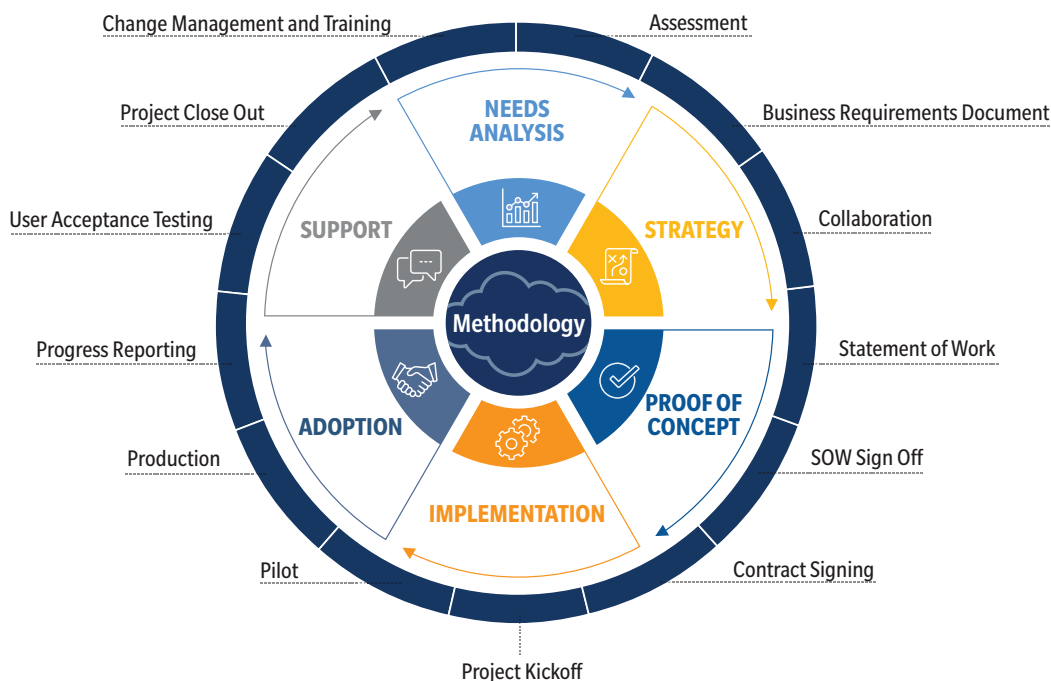 Change Management and Training
Assessment
Project Close Out
Business Requirements Document
NEEDS
ANALYSIS
User Acceptance Testing
Collaboration
SUPPORT
STRATEGY
Methodology
Progress Reporting
Statement of Work
ADOPTION
PROOF OF
CONCEPT
Production
SOW Sign Off
IMPLEMENTATION
Pilot
Contract Signing
Project Kickoff